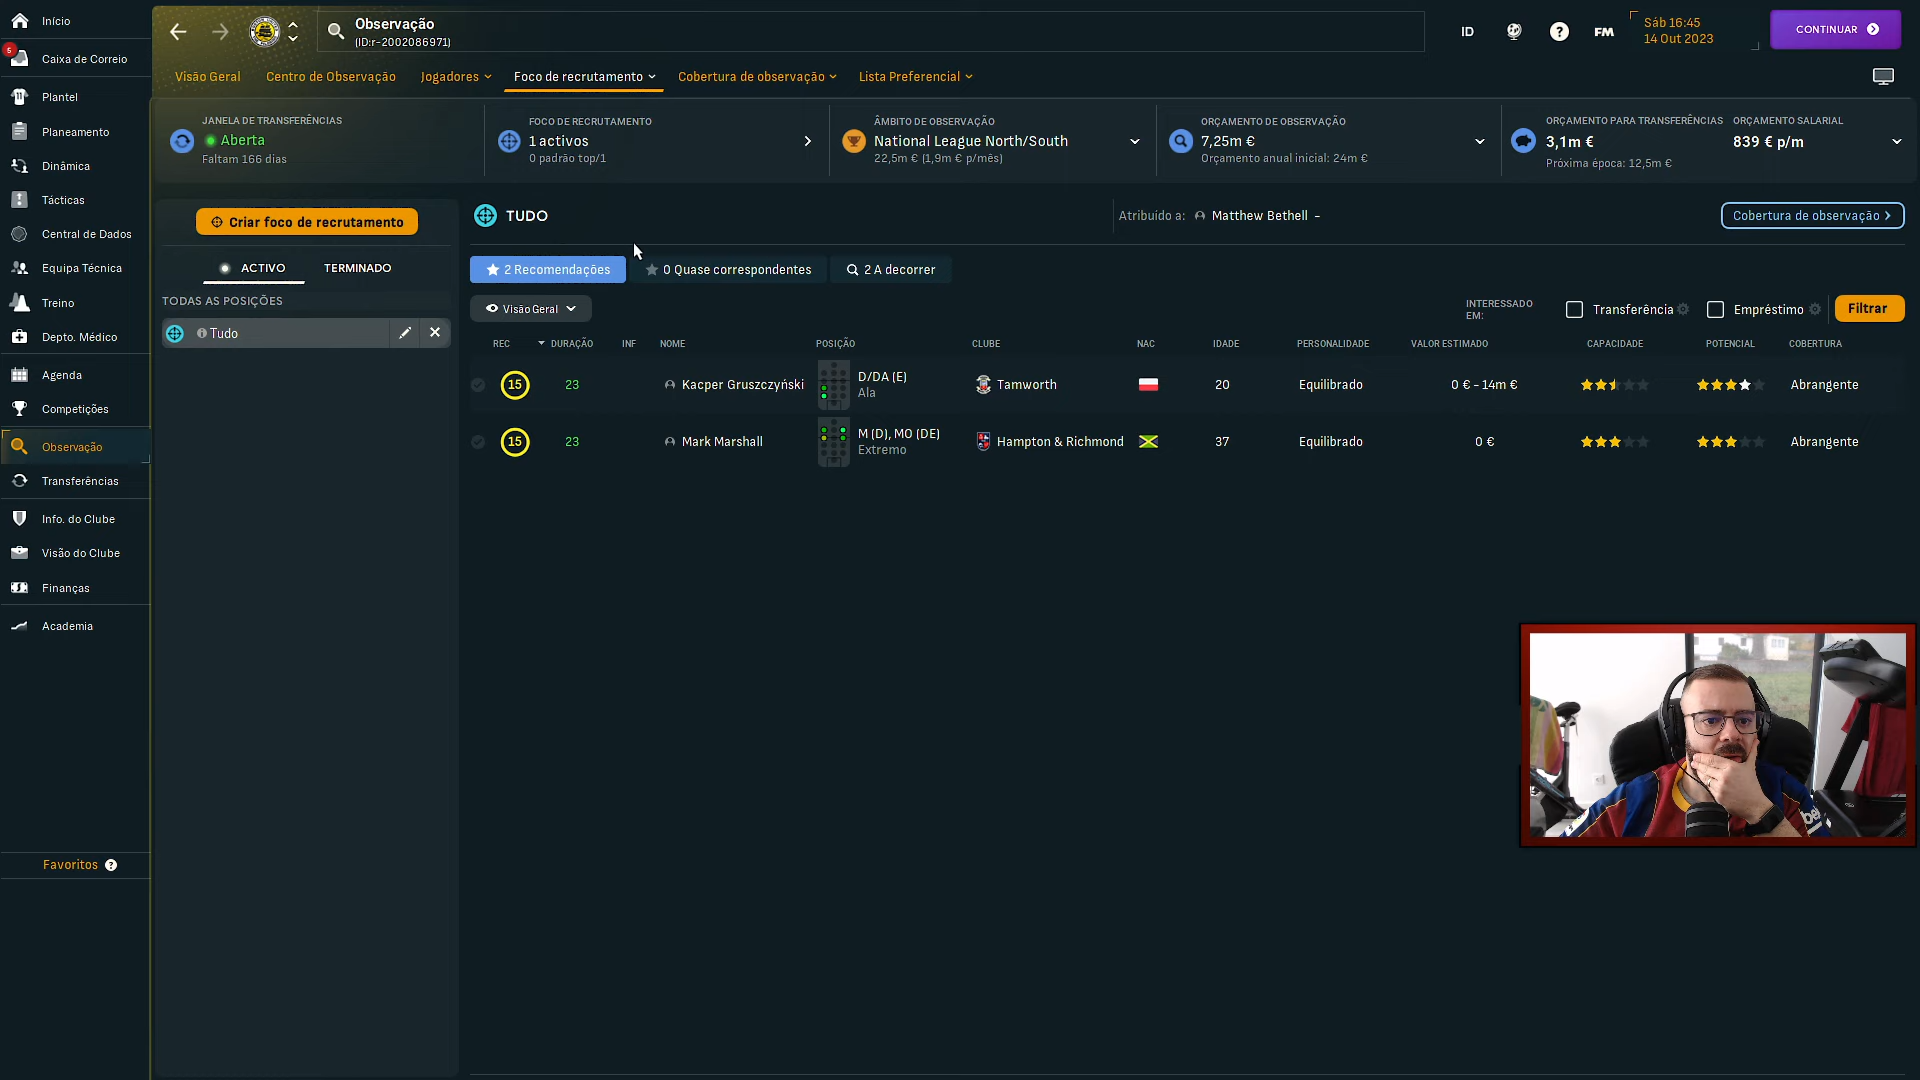 Início
6
Caixa de Correio
Plantel
Planeamento
Dinâmica
Tácticas
Central de Dados
Equipa Técnica
Treino
Depto. Médico
Agenda
Competições
Observação
Transferências
Info. do Clube
Visão do Clube
Finanças
Academia
Favoritos ?
Observação
(ID:r-2002086971)
ID
?
FM
Sáb 16:45
14 Out 2023
CONTINUAR
Visão Geral
Centro de Observação
Jogadores
Foco de recrutamento
Cobertura de observação
Lista Preferencial
JANELA DE TRANSFERÊNCIAS
Aberta
Faltam 166 dias
FOCO DE RECRUTAMENTO
1 activos
0 padrão top/1
ÂMBITO DE OBSERVAÇÃO
National League North/South
22,5m € (1,9m € p/mês)
ORÇAMENTO DE OBSERVAÇÃO
7,25m €
Orçamento anual inicial: 24m €
ORÇAMENTO PARA TRANSFERÊNCIAS
3,1m €
Próxima época: 12,5m €
ORÇAMENTO SALARIAL
839 € p/m
Criar foco de recrutamento
ACTIVO
TERMINADO
TODAS AS POSIÇÕES
Tudo
TUDO
Atribuído a: Matthew Bethell -
Cobertura de observação >
2 Recomendações
0 Quase correspondentes
2 A decorrer
Visão Geral
INTERESSADO EM:
Transferência
Empréstimo
Filtrar
REC DURAÇÃO INF NOME POSIÇÃO CLUBE NAC IDADE PERSONALIDADE VALOR ESTIMADO CAPACIDADE POTENCIAL COBERTURA
15 23 Kacper Gruszczyński D/DA (E) Tamworth 20 Equilibrado 0 € - 14m € Abrangente
Ala
15 23 Mark Marshall M (D), MO (DE) Hampton & Richmond 37 Equilibrado 0 € Abrangente
Extremo